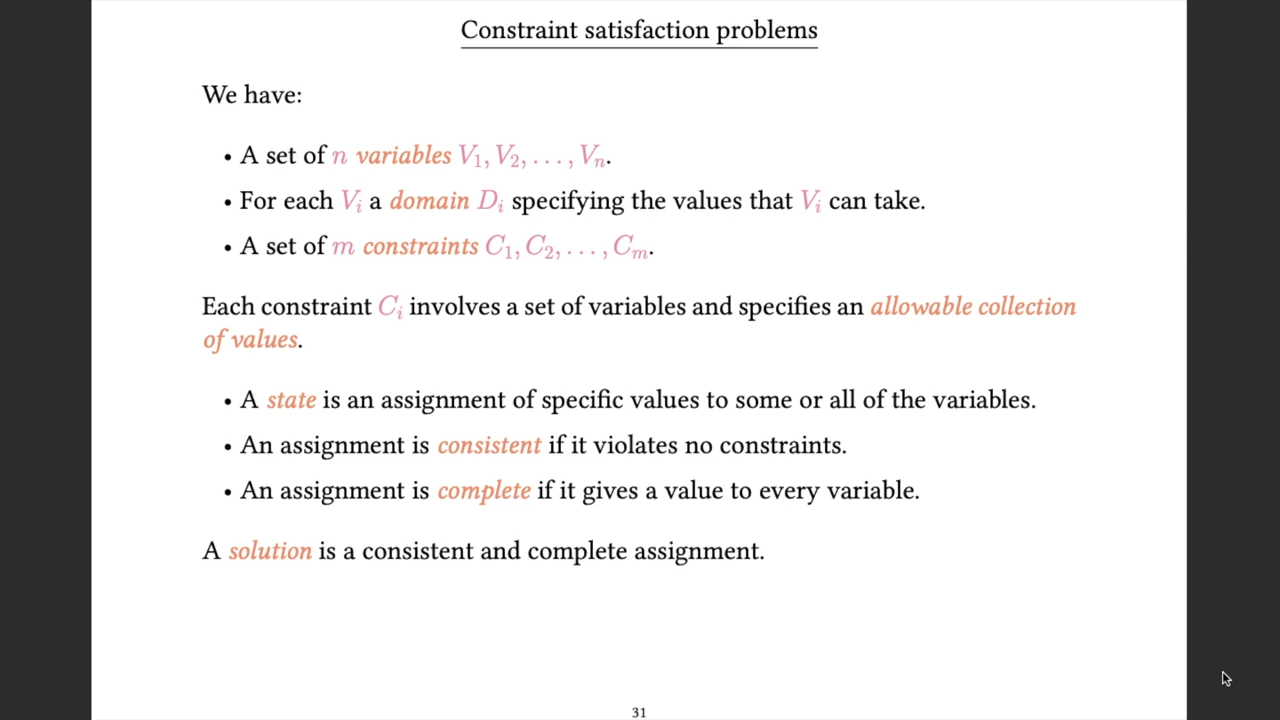 Constraint satisfaction problems
We have:
• A set of n variables V₁, V₂, . . . , Vₙ.
• For each Vᵢ a domain Dᵢ specifying the values that Vᵢ can take.
• A set of m constraints C₁, C₂, . . . , Cₘ.
Each constraint Cᵢ involves a set of variables and specifies an allowable collection
of values.
• A state is an assignment of specific values to some or all of the variables.
• An assignment is consistent if it violates no constraints.
• An assignment is complete if it gives a value to every variable.
A solution is a consistent and complete assignment.
31